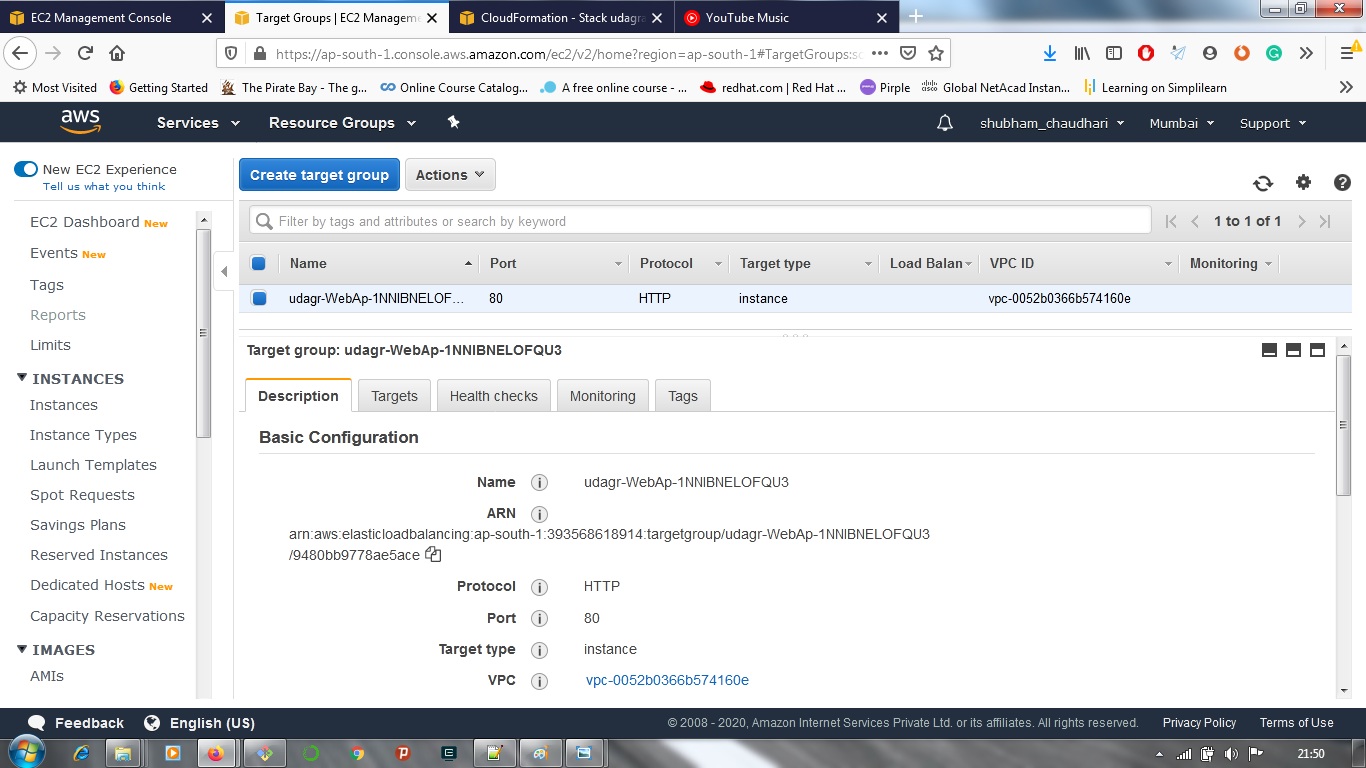 EC2 Management Console
Target Groups | EC2 Manageme
CloudFormation - Stack udagra
YouTube Music
https://ap-south-1.console.aws.amazon.com/ec2/v2/home?region=ap-south-1#TargetGroups:so
Most Visited
Getting Started
The Pirate Bay - The g...
Online Course Catalog...
A free online course - ...
redhat.com | Red Hat ...
Pirple
Global NetAcad Instan...
Learning on Simplilearn
aws
Services
Resource Groups
shubham_chaudhari
Mumbai
Support
New EC2 Experience
Tell us what you think
EC2 Dashboard New
Events New
Tags
Reports
Limits
INSTANCES
Instances
Instance Types
Launch Templates
Spot Requests
Savings Plans
Reserved Instances
Dedicated Hosts New
Capacity Reservations
IMAGES
AMIs
Create target group
Actions
Filter by tags and attributes or search by keyword
1 to 1 of 1
Name Port Protocol Target type Load Balan VPC ID Monitoring
udagr-WebAp-1NNIBNELOF... 80 HTTP instance vpc-0052b0366b574160e
Target group: udagr-WebAp-1NNIBNELOFQU3
Description Targets Health checks Monitoring Tags
Basic Configuration
Name udagr-WebAp-1NNIBNELOFQU3
ARN
arn:aws:elasticloadbalancing:ap-south-1:393568618914:targetgroup/udagr-WebAp-1NNIBNELOFQU3
/9480bb9778ae5ace
Protocol HTTP
Port 80
Target type instance
VPC vpc-0052b0366b574160e
Feedback
English (US)
© 2008 - 2020, Amazon Internet Services Private Ltd. or its affiliates. All rights reserved.
Privacy Policy
Terms of Use
21:50